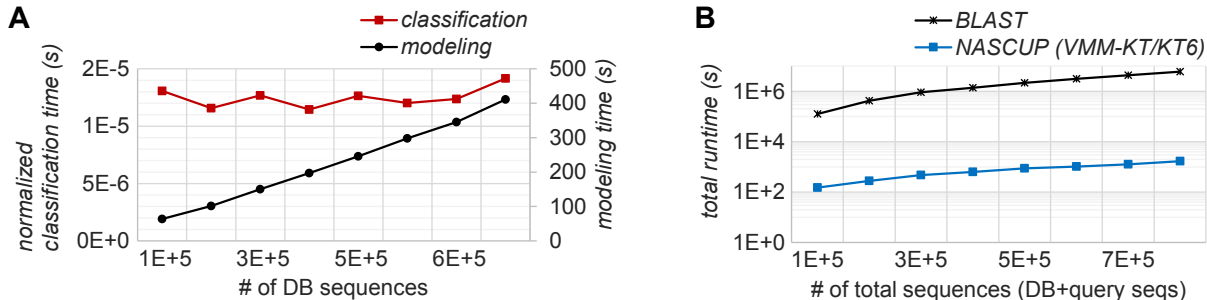 A
classification
modeling
normalized
classification time (s)
2E-5
1E-5
5E-6
0E+0
500
400
300
200
100
0
modeling time (s)
1E+5
3E+5
5E+5
6E+5
# of DB sequences
B
BLAST
NASCUP (VMM-KT/KT6)
total runtime (s)
1E+6
1E+4
1E+2
1E+0
1E+5
3E+5
5E+5
7E+5
# of total sequences (DB+query seqs)